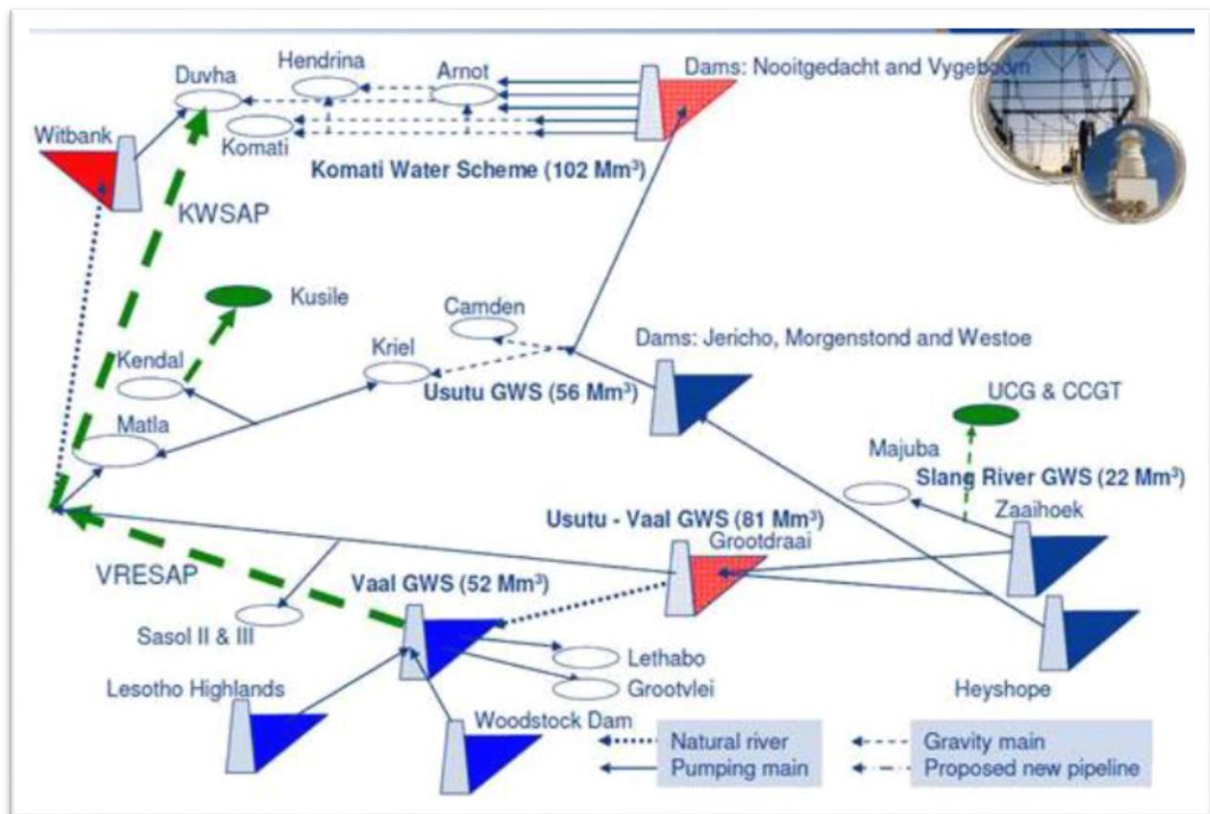 Hendrina
Arnot
Dams: Nooitgedacht and Vygeboom
Duvha
Witbank
Komati
Komati Water Scheme (102 Mm³)
KWSAP
Kusile
Camden
Kendal
Kriel
Dams: Jericho, Morgenstond and Westoe
Usutu GWS (56 Mm³)
UCG & CCGT
Matla
Majuba
Slang River GWS (22 Mm³)
Zaaihoek
Usutu - Vaal GWS (81 Mm³)
Grootdraai
VRESAP
Vaal GWS (52 Mm³)
Sasol II & III
Lethabo
Lesotho Highlands
Grootvlei
Heyshope
Woodstock Dam
Natural river
Gravity main
Pumping main
Proposed new pipeline